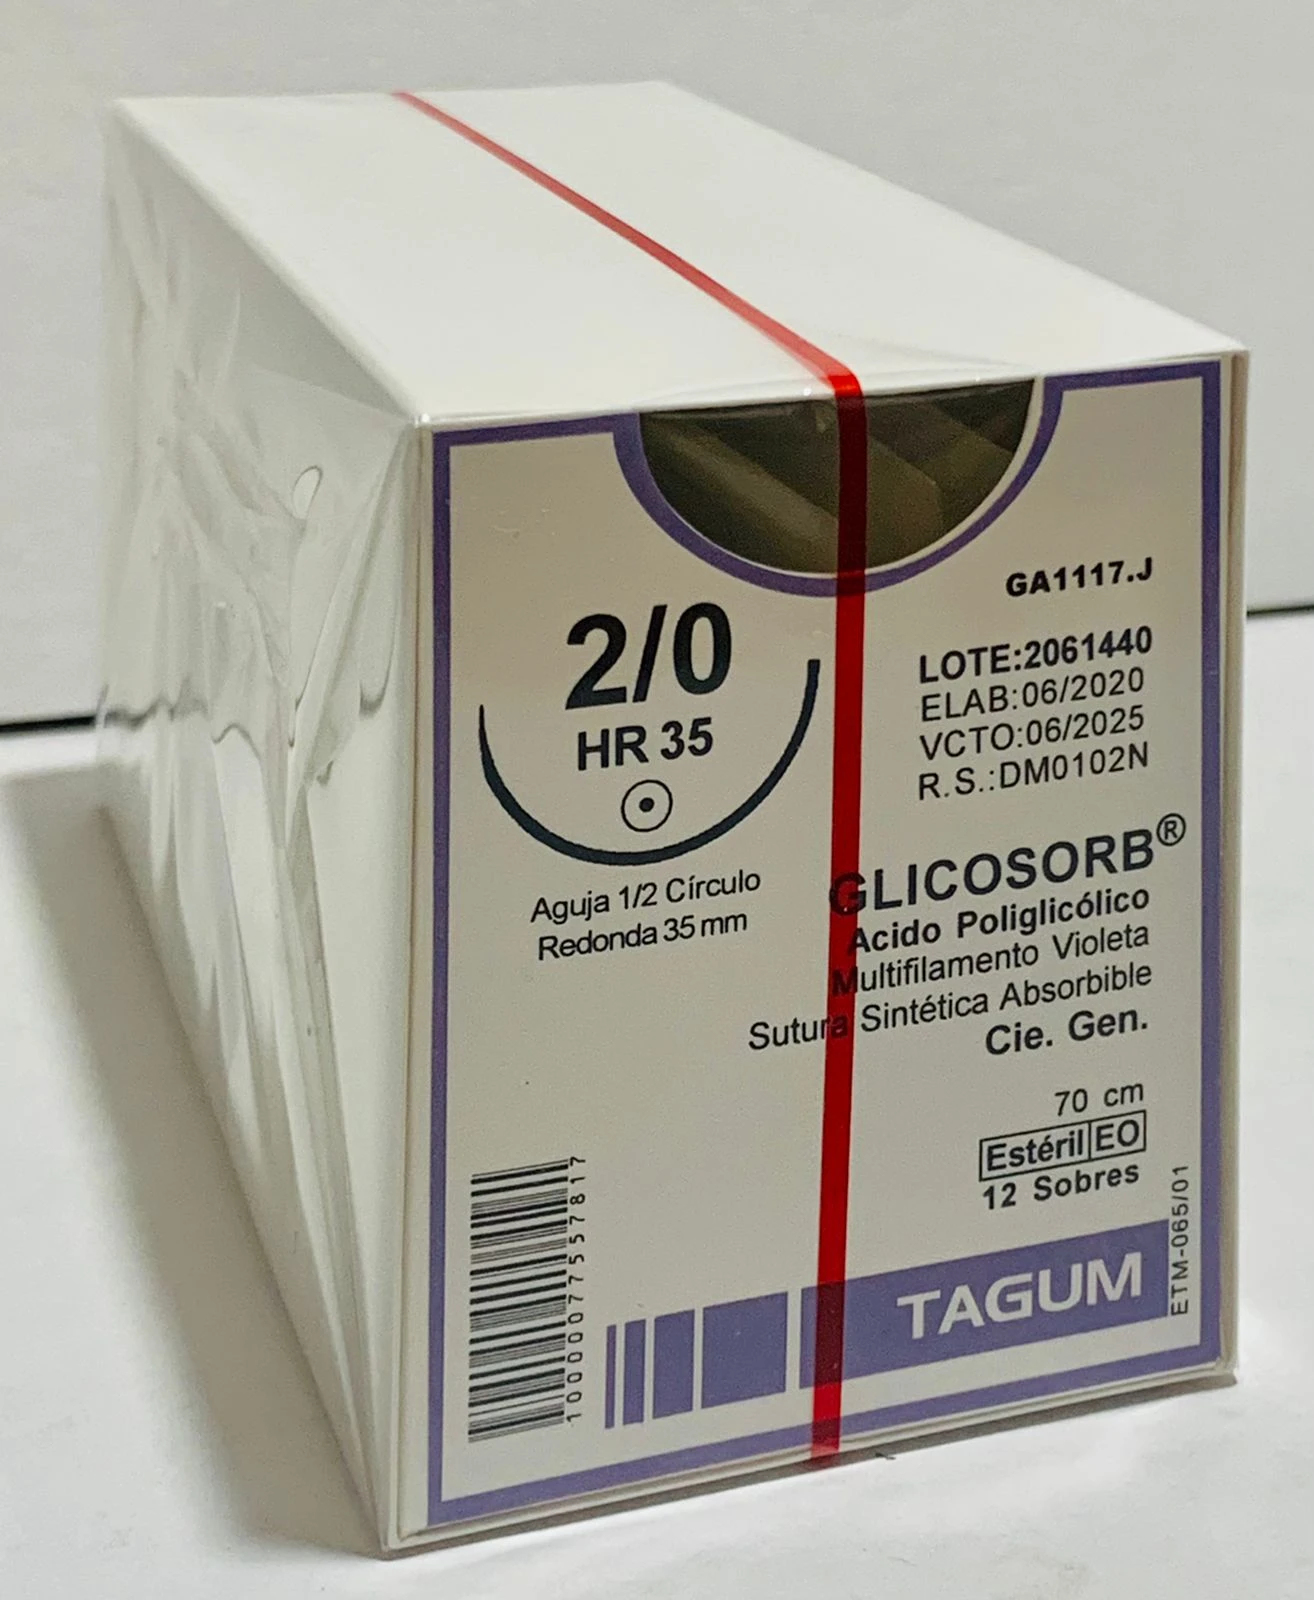 2/0
HR 35
Aguja 1/2 Círculo
Redonda 35 mm
GA1117.J
LOTE:2061440
ELAB:06/2020
VCTO:06/2025
R.S.:DM0102N
GLICOSORB®
Acido Poliglicólico
Multifilamento Violeta
Sutura Sintética Absorbible
Cie. Gen.
70 cm
Estéril EO
12 Sobres
1000007755781​7
TAGUM
ETM-065/01